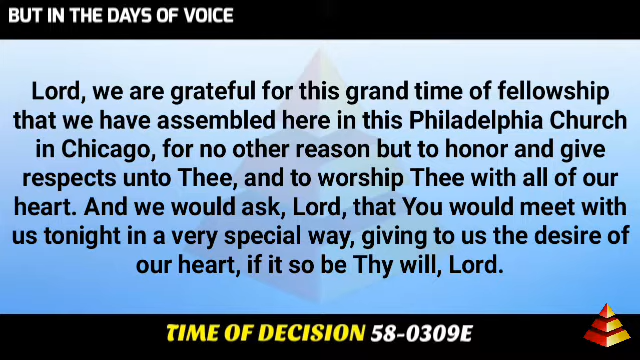 BUT IN THE DAYS OF VOICE
Lord, we are grateful for this grand time of fellowship
that we have assembled here in this Philadelphia Church
in Chicago, for no other reason but to honor and give
respects unto Thee, and to worship Thee with all of our
heart. And we would ask, Lord, that You would meet with
us tonight in a very special way, giving to us the desire of
our heart, if it so be Thy will, Lord.
TIME OF DECISION 58-0309E